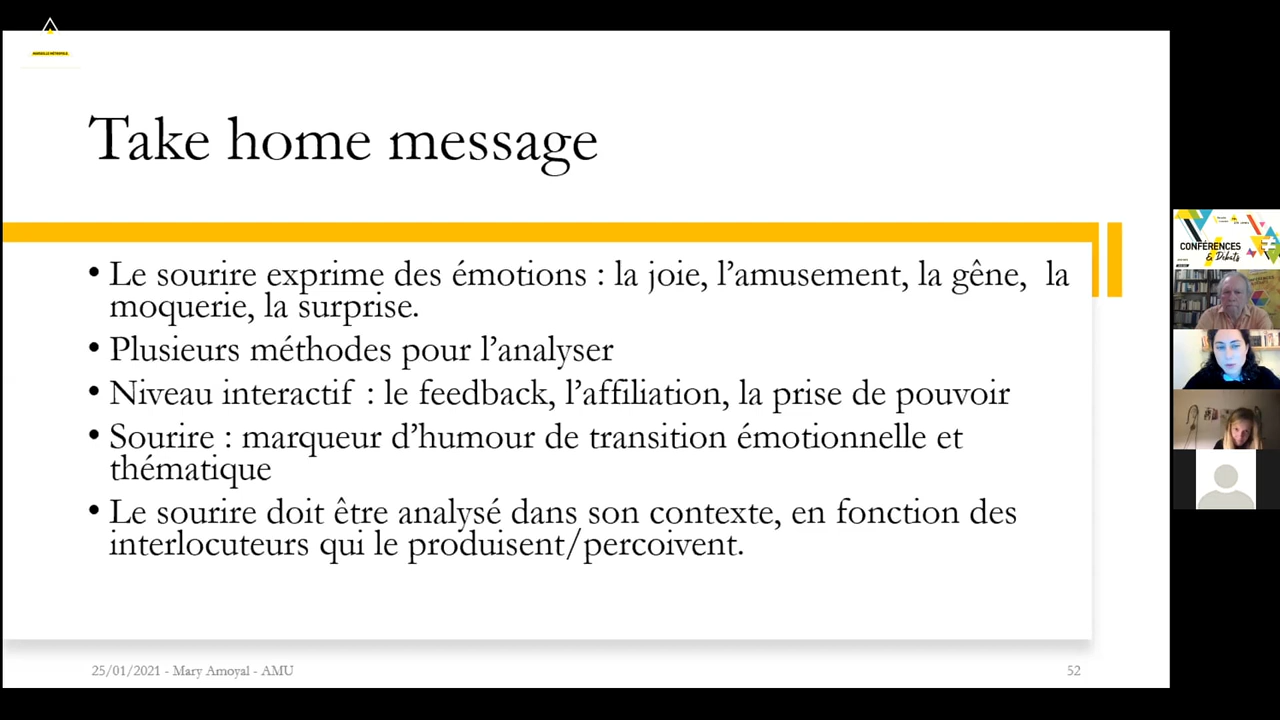 MARSEILLE MÉTROPOLE
Take home message
• Le sourire exprime des émotions : la joie, l’amusement, la gêne, la
moquerie, la surprise.
• Plusieurs méthodes pour l’analyser
• Niveau interactif : le feedback, l’affiliation, la prise de pouvoir
• Sourire : marqueur d’humour de transition émotionnelle et
thématique
• Le sourire doit être analysé dans son contexte, en fonction des
interlocuteurs qui le produisent/percoivent.
25/01/2021 - Mary Amoyal - AMU
52
CONFÉRENCES
& Débats